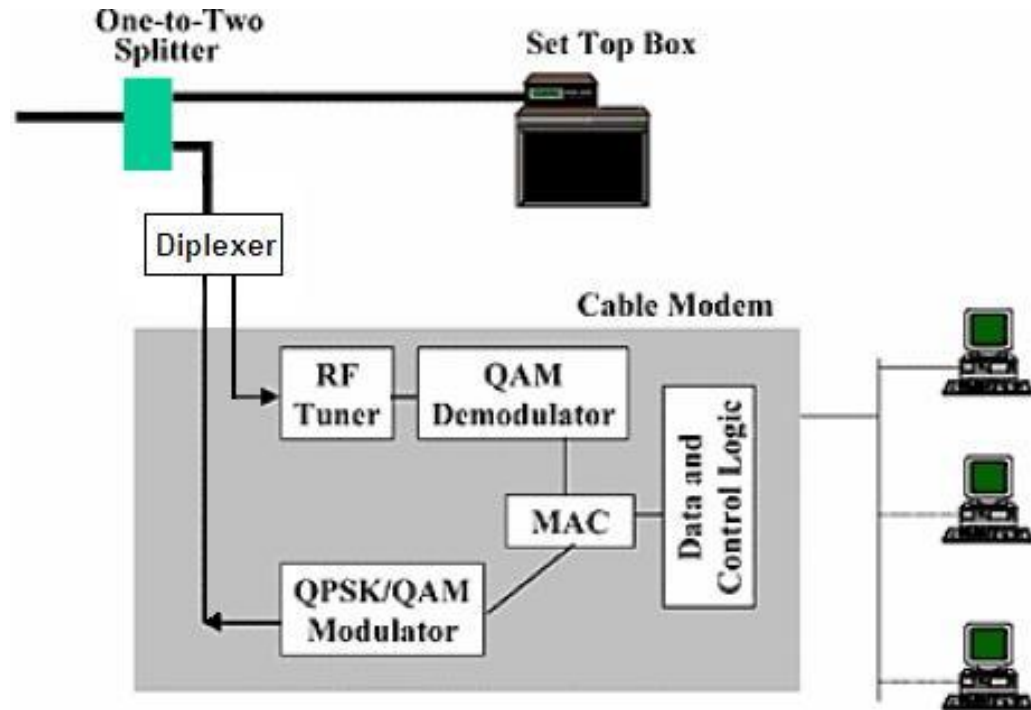 One-to-Two
Splitter
Set Top Box
Diplexer
Cable Modem
RF
Tuner
QAM
Demodulator
Data and
Control Logic
MAC
QPSK/QAM
Modulator